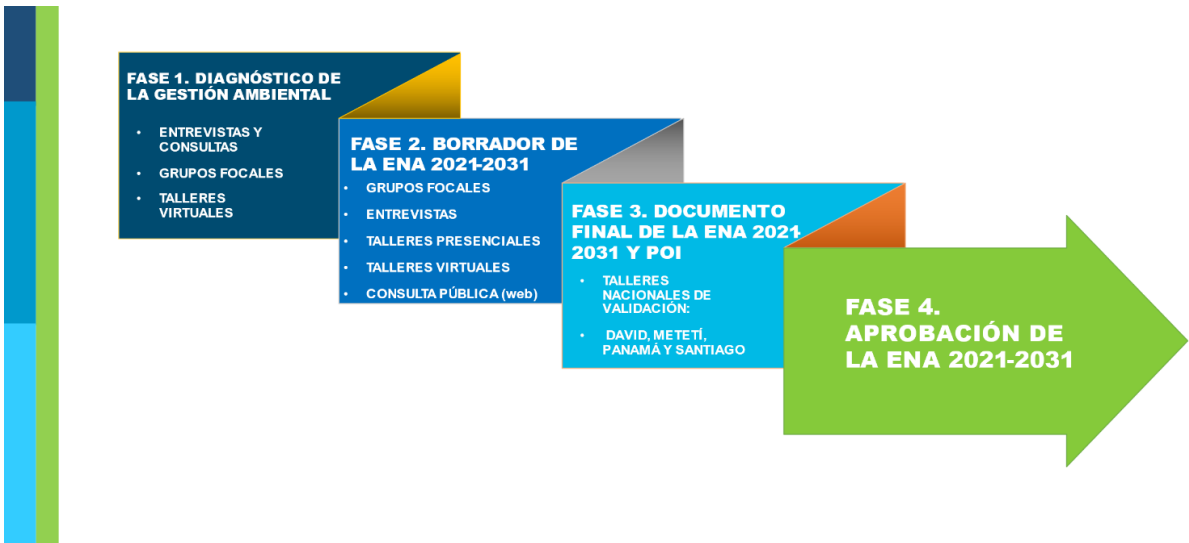 FASE 1. DIAGNÓSTICO DE
LA GESTIÓN AMBIENTAL
• ENTREVISTAS Y
CONSULTAS
• GRUPOS FOCALES
• TALLERES
VIRTUALES
FASE 2. BORRADOR DE
LA ENA 2021-2031
• GRUPOS FOCALES
• ENTREVISTAS
• TALLERES PRESENCIALES
• TALLERES VIRTUALES
• CONSULTA PÚBLICA (web)
FASE 3. DOCUMENTO
FINAL DE LA ENA 2021-
2031 Y POI
• TALLERES
NACIONALES DE
VALIDACIÓN:
• DAVID, METETÍ,
PANAMÁ Y SANTIAGO
FASE 4.
APROBACIÓN DE
LA ENA 2021-2031